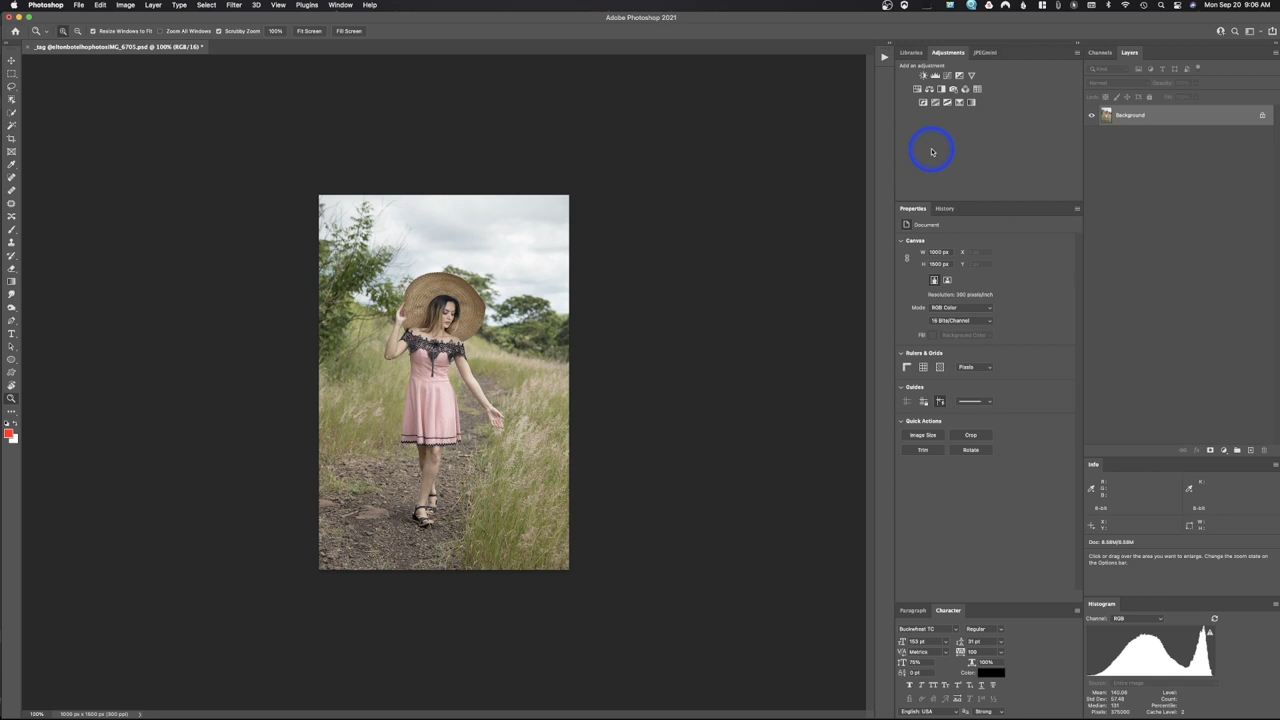 Photoshop File Edit Image Layer Type Select Filter 3D View Plugins Window Help Mon Sep 20 9:06 AM
Adobe Photoshop 2021
Resize Windows to Fit Zoom All Windows Scrubby Zoom 100% Fit Screen Fill Screen
_tag @eltonbotelhophotosIMG_6705.psd @ 100% (RGB/16) *
Libraries Adjustments JPEGmini
Add an adjustment
Channels Layers
Kind
Normal Opacity: 100%
Lock: Fill: 100%
Background
Properties History
Document
Canvas
W 1000 px X
H 1500 px Y
Resolution: 300 pixels/inch
Mode RGB Color
16 Bits/Channel
Fill Background Color
Rulers & Grids
Pixels
Guides
Quick Actions
Image Size Crop
Trim Rotate
Info
R:
G:
B:
K:
8-bit 8-bit
X:
Y:
W:
H:
Doc: 8.58M/8.58M
Click or drag over the area you want to enlarge. Change the zoom state on the Options bar.
Histogram
Channel: RGB
Source: Entire Image
Mean: 140.06 Level:
Std Dev: 57.48 Count:
Median: 131 Percentile:
Pixels: 375000 Cache Level: 2
Paragraph Character
Buckwheat TC Regular
153 pt 31 pt
Metrics 100
75% 100%
0 pt Color:
English: USA Strong
100% 1000 px x 1500 px (300 ppi)